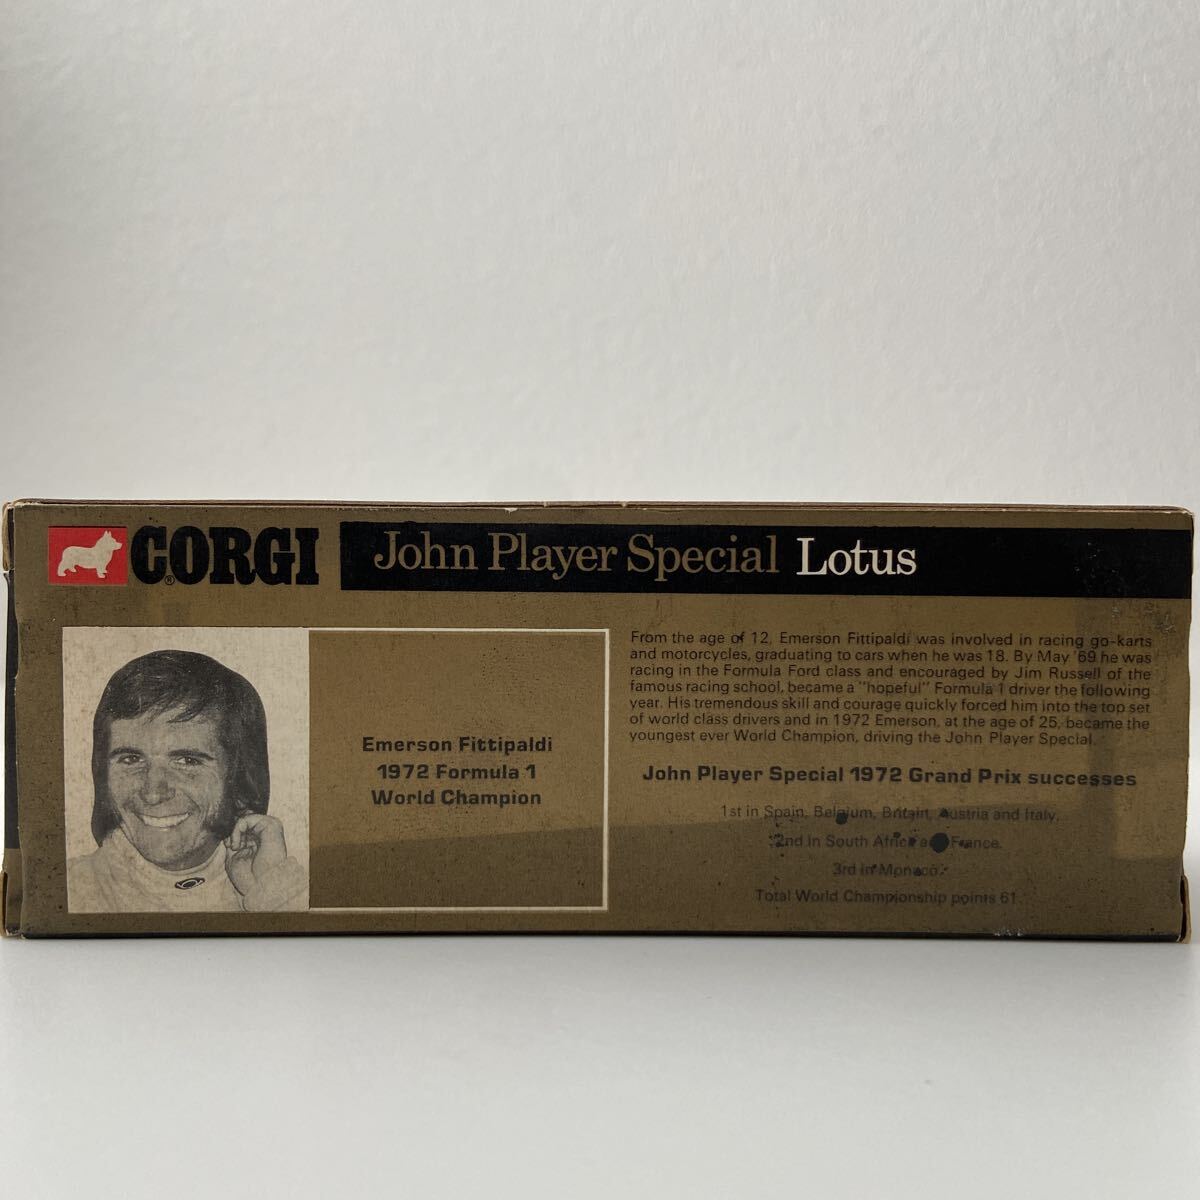 CORGI®
John Player Special Lotus
Emerson Fittipaldi
1972 Formula 1
World Champion
From the age of 12, Emerson Fittipaldi was involved in racing go-karts
and motorcycles, graduating to cars when he was 18. By May '69 he was
racing in the Formula Ford class and encouraged by Jim Russell of the
famous racing school, became a "hopeful" Formula 1 driver the following
year. His tremendous skill and courage quickly forced him into the top set
of world class drivers and in 1972 Emerson, at the age of 25, became the
youngest ever World Champion, driving the John Player Special.
John Player Special 1972 Grand Prix successes
1st in Spain, Belgium, Britain, Austria and Italy.
2nd in South Africa and France.
3rd in Monaco.
Total World Championship points 61.